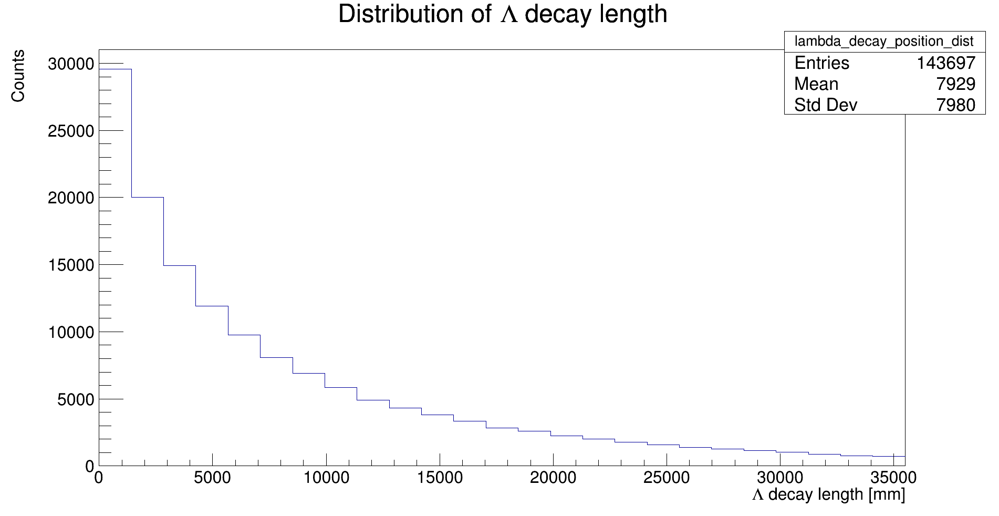 Distribution of Λ decay length
lambda_decay_position_dist
Entries 143697
Mean 7929
Std Dev 7980
Counts
30000
25000
20000
15000
10000
5000
0
0 5000 10000 15000 20000 25000 30000 35000
Λ decay length [mm]